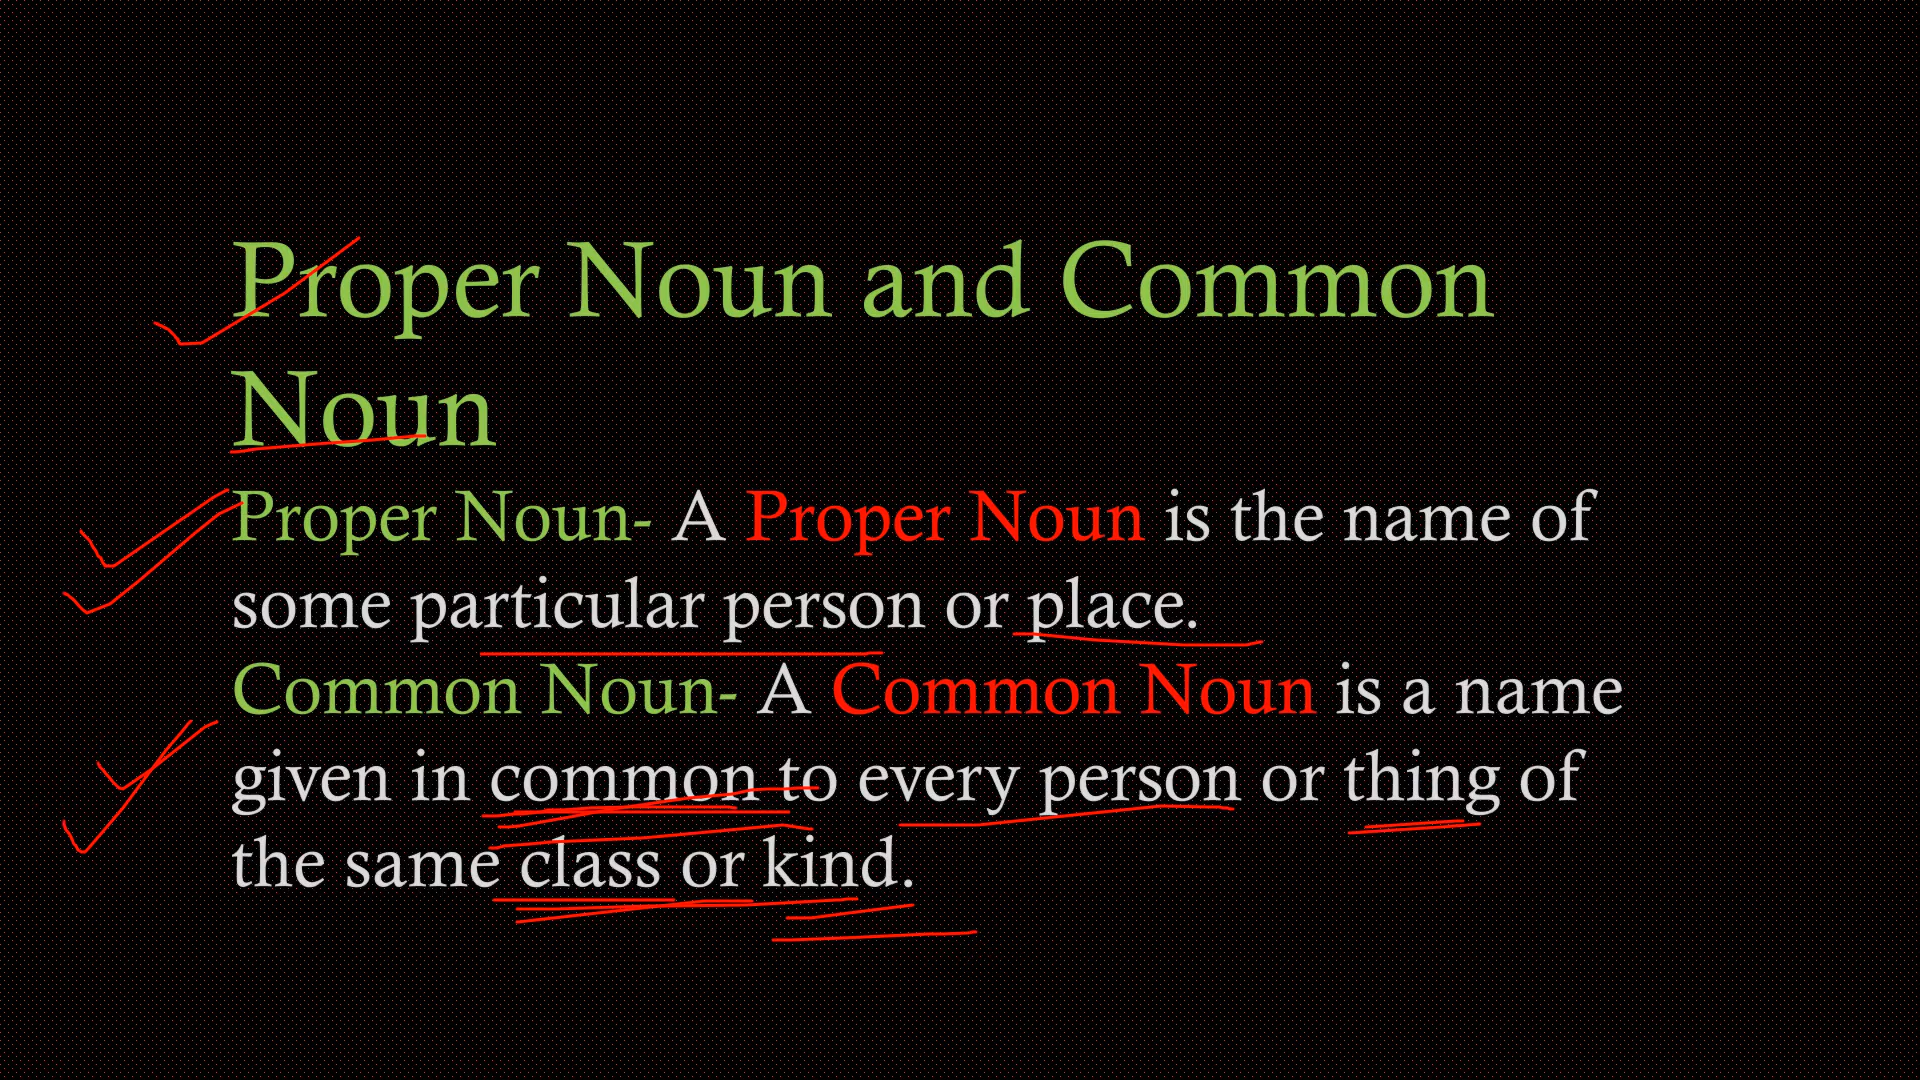 Proper Noun and Common
Noun
Proper Noun- A Proper Noun is the name of
some particular person or place.
Common Noun- A Common Noun is a name
given in common to every person or thing of
the same class or kind.